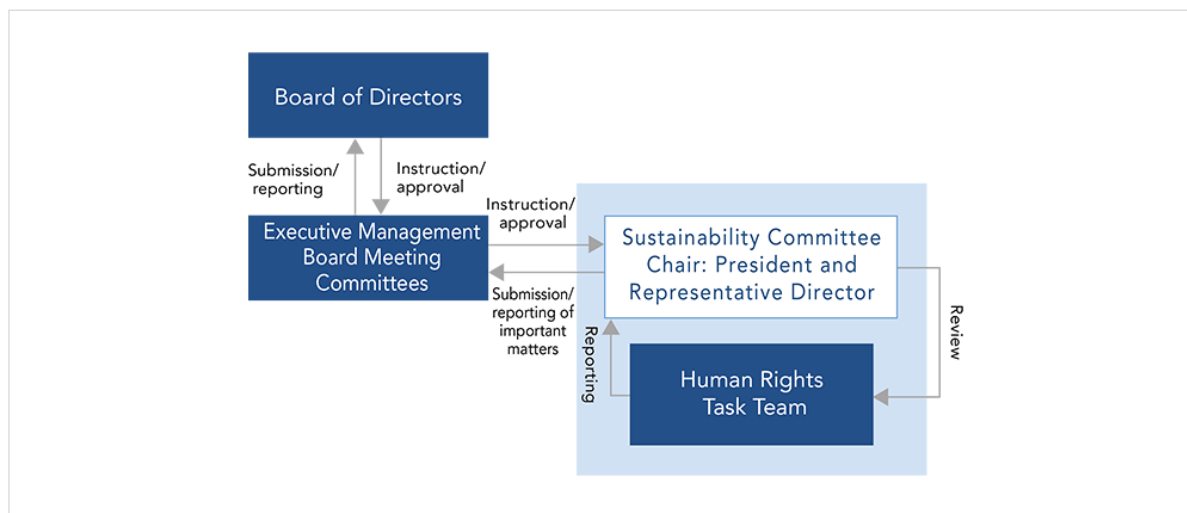 Board of Directors
Submission/
reporting
Instruction/
approval
Executive Management
Board Meeting
Committees
Instruction/
approval
Submission/
reporting of
important
matters
Sustainability Committee
Chair: President and
Representative Director
Review
Reporting
Human Rights
Task Team